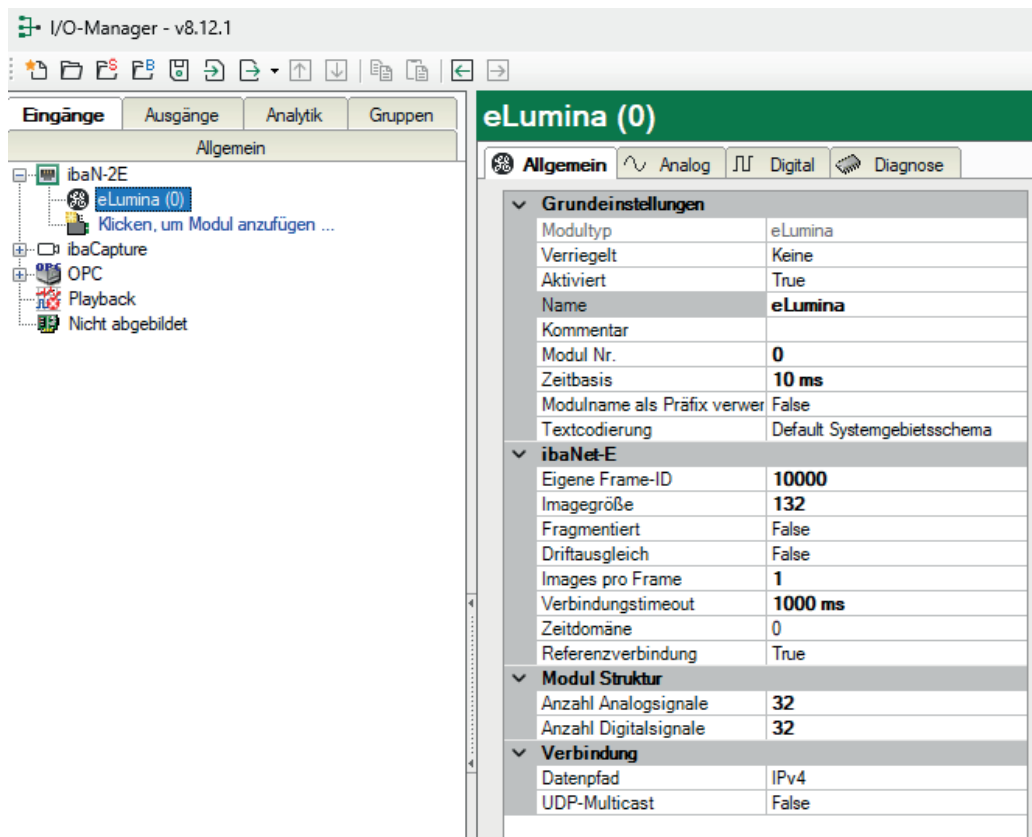 I/O-Manager - v8.12.1
Eingänge Ausgänge Analytik Gruppen
Allgemein
ibaN-2E
eLumina (0)
Klicken, um Modul anzufügen ...
ibaCapture
OPC
Playback
Nicht abgebildet
eLumina (0)
Allgemein Analog Digital Diagnose
Grundeinstellungen
Modultyp eLumina
Verriegelt Keine
Aktiviert True
Name eLumina
Kommentar
Modul Nr. 0
Zeitbasis 10 ms
Modulname als Präfix verwer False
Textcodierung Default Systemgebietsschema
ibaNet-E
Eigene Frame-ID 10000
Imagegröße 132
Fragmentiert False
Driftausgleich False
Images pro Frame 1
Verbindungstimeout 1000 ms
Zeitdomäne 0
Referenzverbindung True
Modul Struktur
Anzahl Analogsignale 32
Anzahl Digitalsignale 32
Verbindung
Datenpfad IPv4
UDP-Multicast False